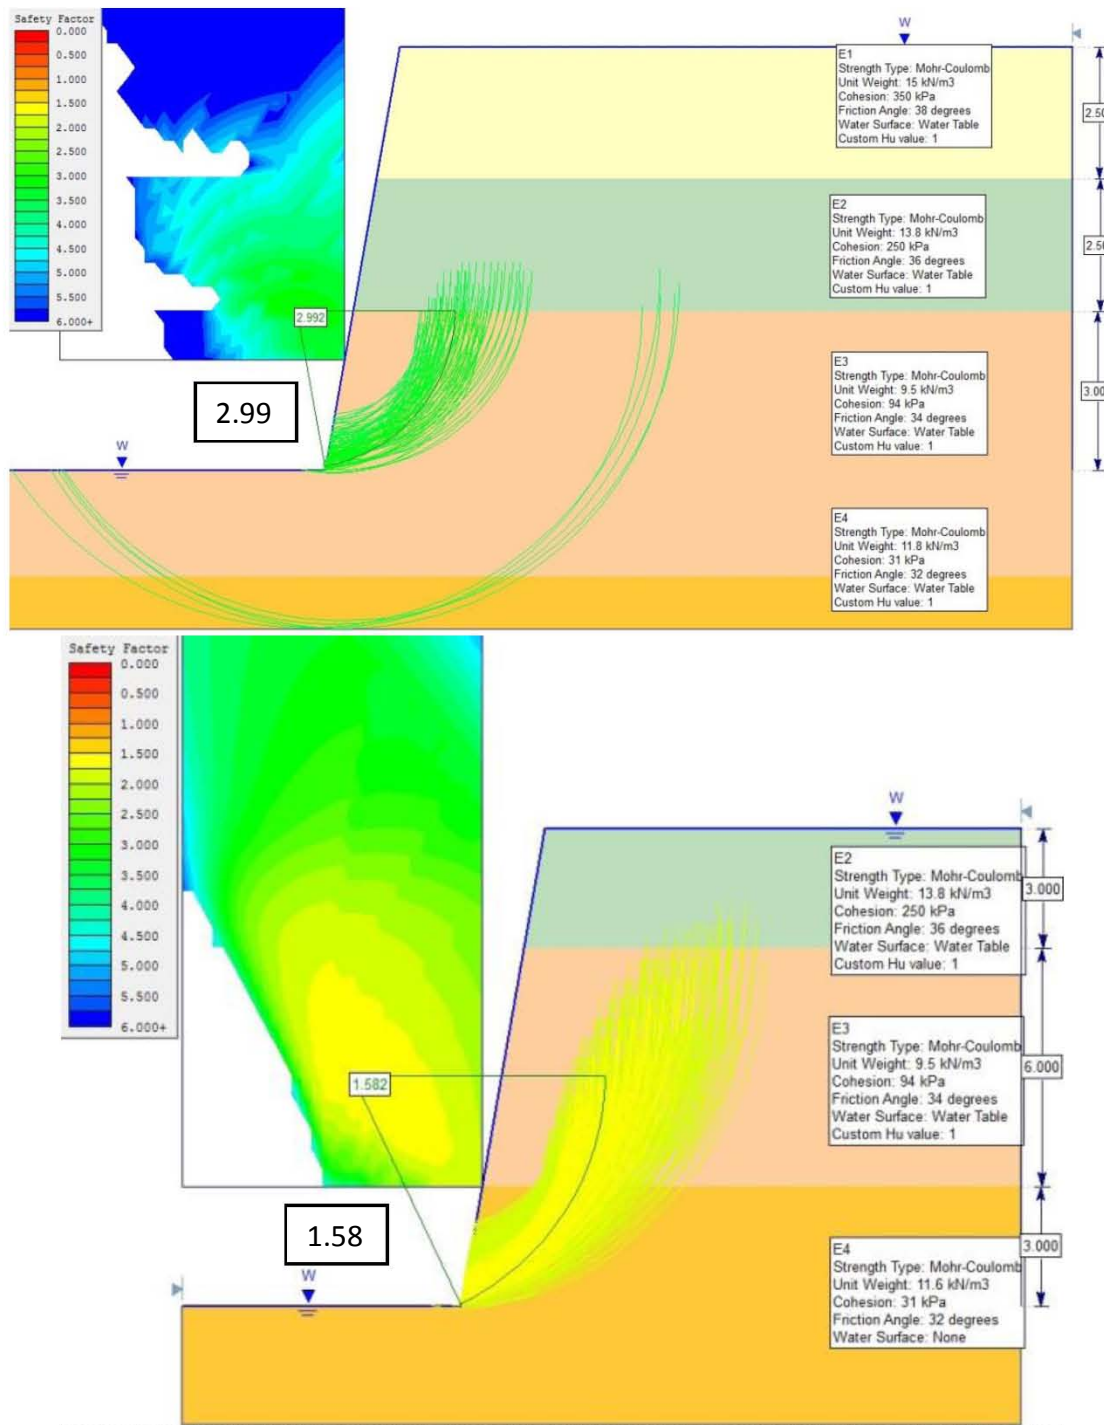 Safety Factor
0.000
0.500
1.000
1.500
2.000
2.500
3.000
3.500
4.000
4.500
5.000
5.500
6.000+
W
E1
Strength Type: Mohr-Coulomb
Unit Weight: 15 kN/m3
Cohesion: 350 kPa
Friction Angle: 38 degrees
Water Surface: Water Table
Custom Hu value: 1
2.50
E2
Strength Type: Mohr-Coulomb
Unit Weight: 13.8 kN/m3
Cohesion: 250 kPa
Friction Angle: 36 degrees
Water Surface: Water Table
Custom Hu value: 1
2.50
2.992
2.99
E3
Strength Type: Mohr-Coulomb
Unit Weight: 9.5 kN/m3
Cohesion: 94 kPa
Friction Angle: 34 degrees
Water Surface: Water Table
Custom Hu value: 1
3.00
W
E4
Strength Type: Mohr-Coulomb
Unit Weight: 11.8 kN/m3
Cohesion: 31 kPa
Friction Angle: 32 degrees
Water Surface: Water Table
Custom Hu value: 1
Safety Factor
0.000
0.500
1.000
1.500
2.000
2.500
3.000
3.500
4.000
4.500
5.000
5.500
6.000+
W
E2
Strength Type: Mohr-Coulomb
Unit Weight: 13.8 kN/m3
Cohesion: 250 kPa
Friction Angle: 36 degrees
Water Surface: Water Table
Custom Hu value: 1
3.000
1.582
E3
Strength Type: Mohr-Coulomb
Unit Weight: 9.5 kN/m3
Cohesion: 94 kPa
Friction Angle: 34 degrees
Water Surface: Water Table
Custom Hu value: 1
6.000
1.58
W
E4
Strength Type: Mohr-Coulomb
Unit Weight: 11.6 kN/m3
Cohesion: 31 kPa
Friction Angle: 32 degrees
Water Surface: None
3.000